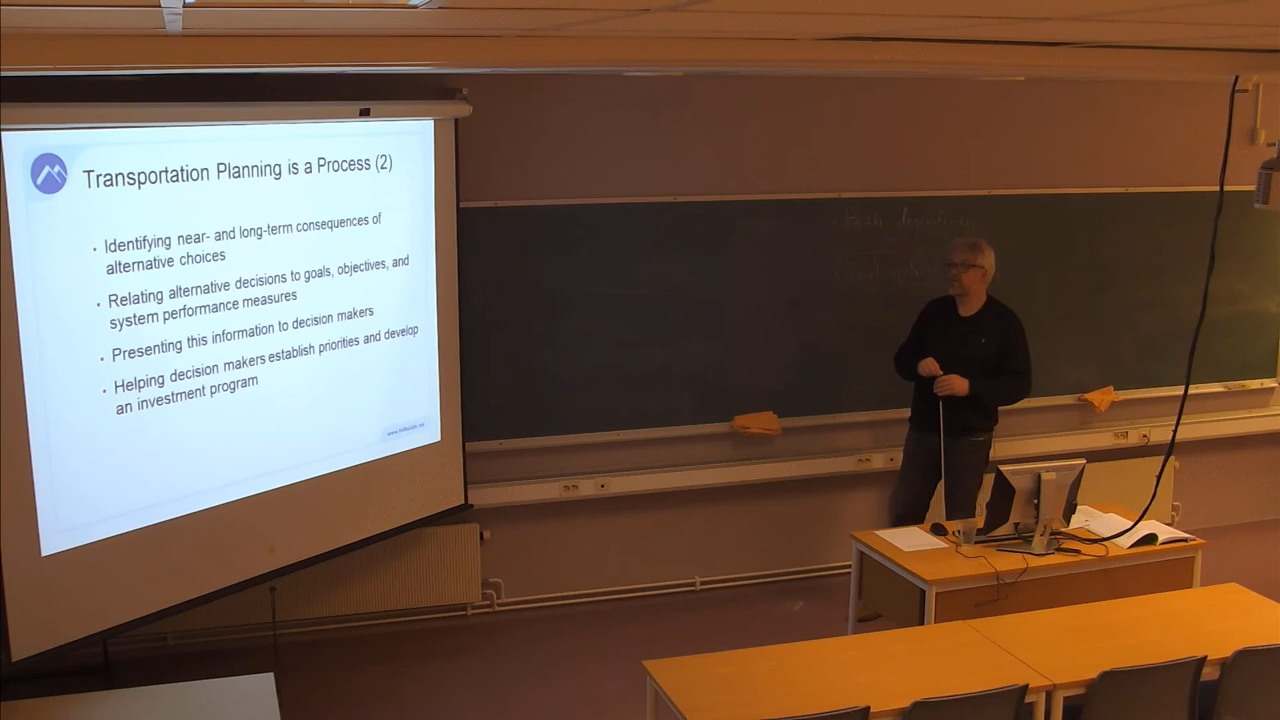 Transportation Planning is a Process (2)
• Identifying near- and long-term consequences of
alternative choices
• Relating alternative decisions to goals, objectives, and
system performance measures
• Presenting this information to decision makers
• Helping decision makers establish priorities and develop
an investment program
Path